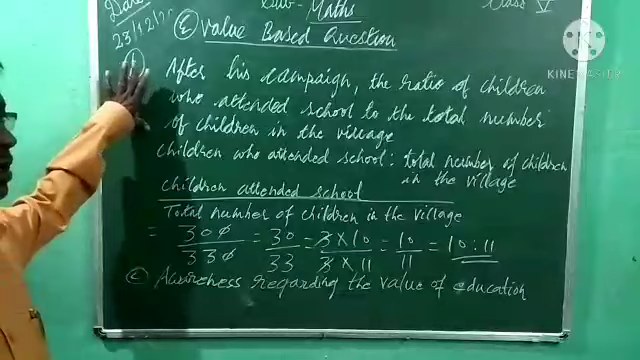 Date
23/12/20
Sub- Maths
Class V
(E) Value Based Question
After his campaign, the ratio of children
who attended school to the total number
of children in the village
children who attended school : total number of children
in the village
children attended school
Total number of children in the village
= 300/330 = 30/33 = 3×10/3×11 = 10/11 = 10:11
(c) Awareness regarding the value of education
KINEMASTER